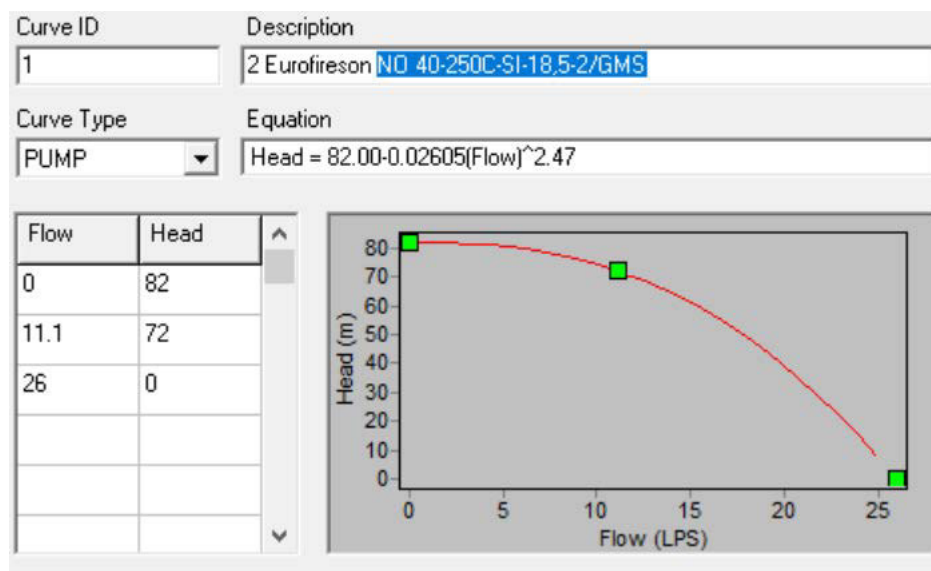 Curve ID Description
1 2 Eurofireson NO 40-250C-SI-18,5-2/GMS
Curve Type Equation
PUMP Head = 82.00-0.02605(Flow)^2.47
Flow Head
0 82
11.1 72
26 0
80
70
60
50
40
30
20
10
0
Head (m)
0 5 10 15 20 25
Flow (LPS)